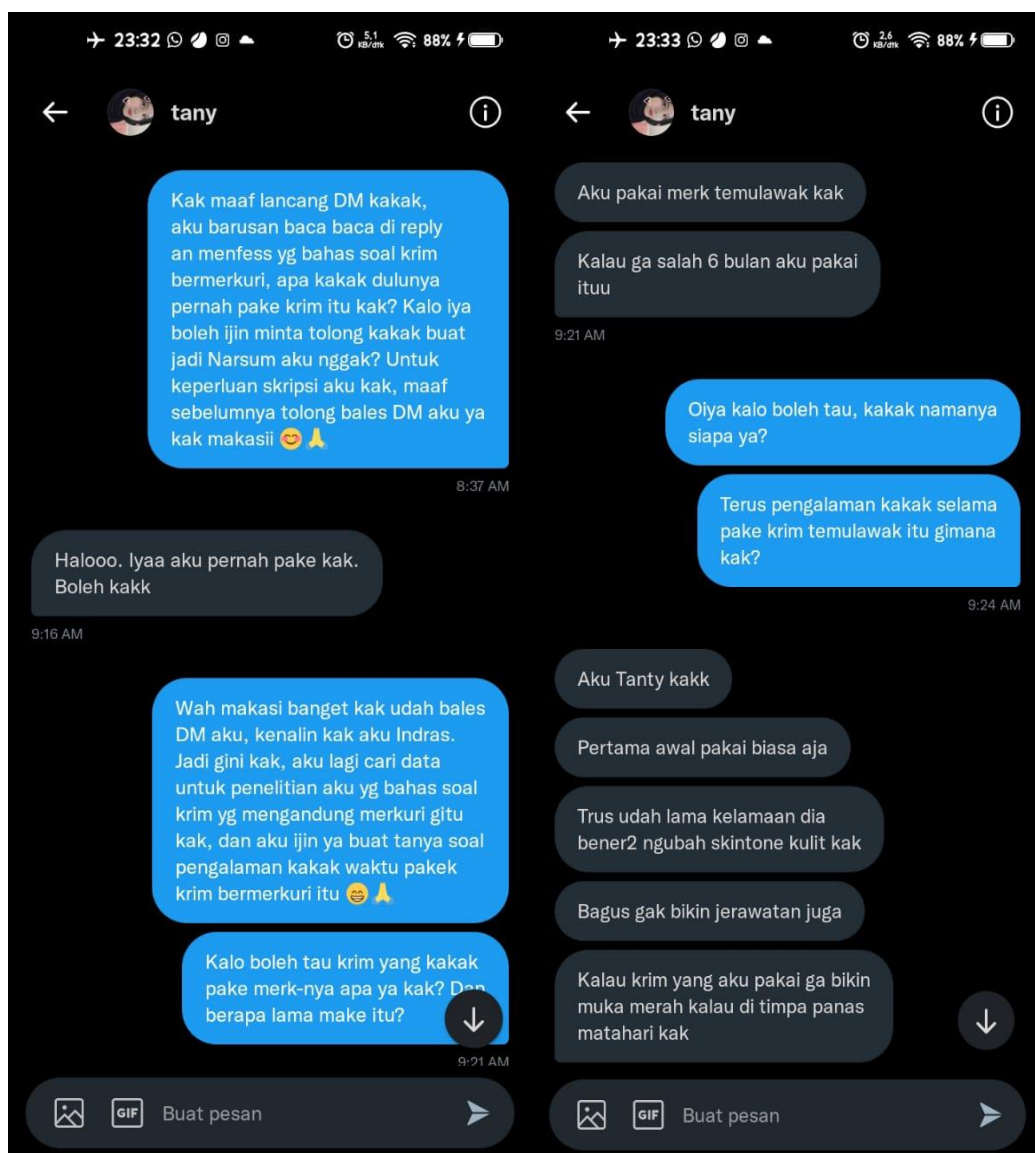 23:32
5.1 KB/dtk
88%
tany
Kak maaf lancang DM kakak,
aku barusan baca baca di reply
an menfess yg bahas soal krim
bermerkuri, apa kakak dulunya
pernah pake krim itu kak? Kalo iya
boleh ijin minta tolong kakak buat
jadi Narsum aku nggak? Untuk
keperluan skripsi aku kak, maaf
sebelumnya tolong bales DM aku ya
kak makasii 😊🙏
8:37 AM
Halooo. Iyaa aku pernah pake kak.
Boleh kakk
9:16 AM
Wah makasi banget kak udah bales
DM aku, kenalin kak aku Indras.
Jadi gini kak, aku lagi cari data
untuk penelitian aku yg bahas soal
krim yg mengandung merkuri gitu
kak, dan aku ijin ya buat tanya soal
pengalaman kakak waktu pakek
krim bermerkuri itu 😁🙏
Kalo boleh tau krim yang kakak
pake merk-nya apa ya kak? Dan
berapa lama make itu?
9:21 AM
GIF
Buat pesan
23:33
2.6 KB/dtk
88%
tany
Aku pakai merk temulawak kak
Kalau ga salah 6 bulan aku pakai
ituu
9:21 AM
Oiya kalo boleh tau, kakak namanya
siapa ya?
Terus pengalaman kakak selama
pake krim temulawak itu gimana
kak?
9:24 AM
Aku Tanty kakk
Pertama awal pakai biasa aja
Trus udah lama kelamaan dia
bener2 ngubah skintone kulit kak
Bagus gak bikin jerawatan juga
Kalau krim yang aku pakai ga bikin
muka merah kalau di timpa panas
matahari kak
GIF
Buat pesan